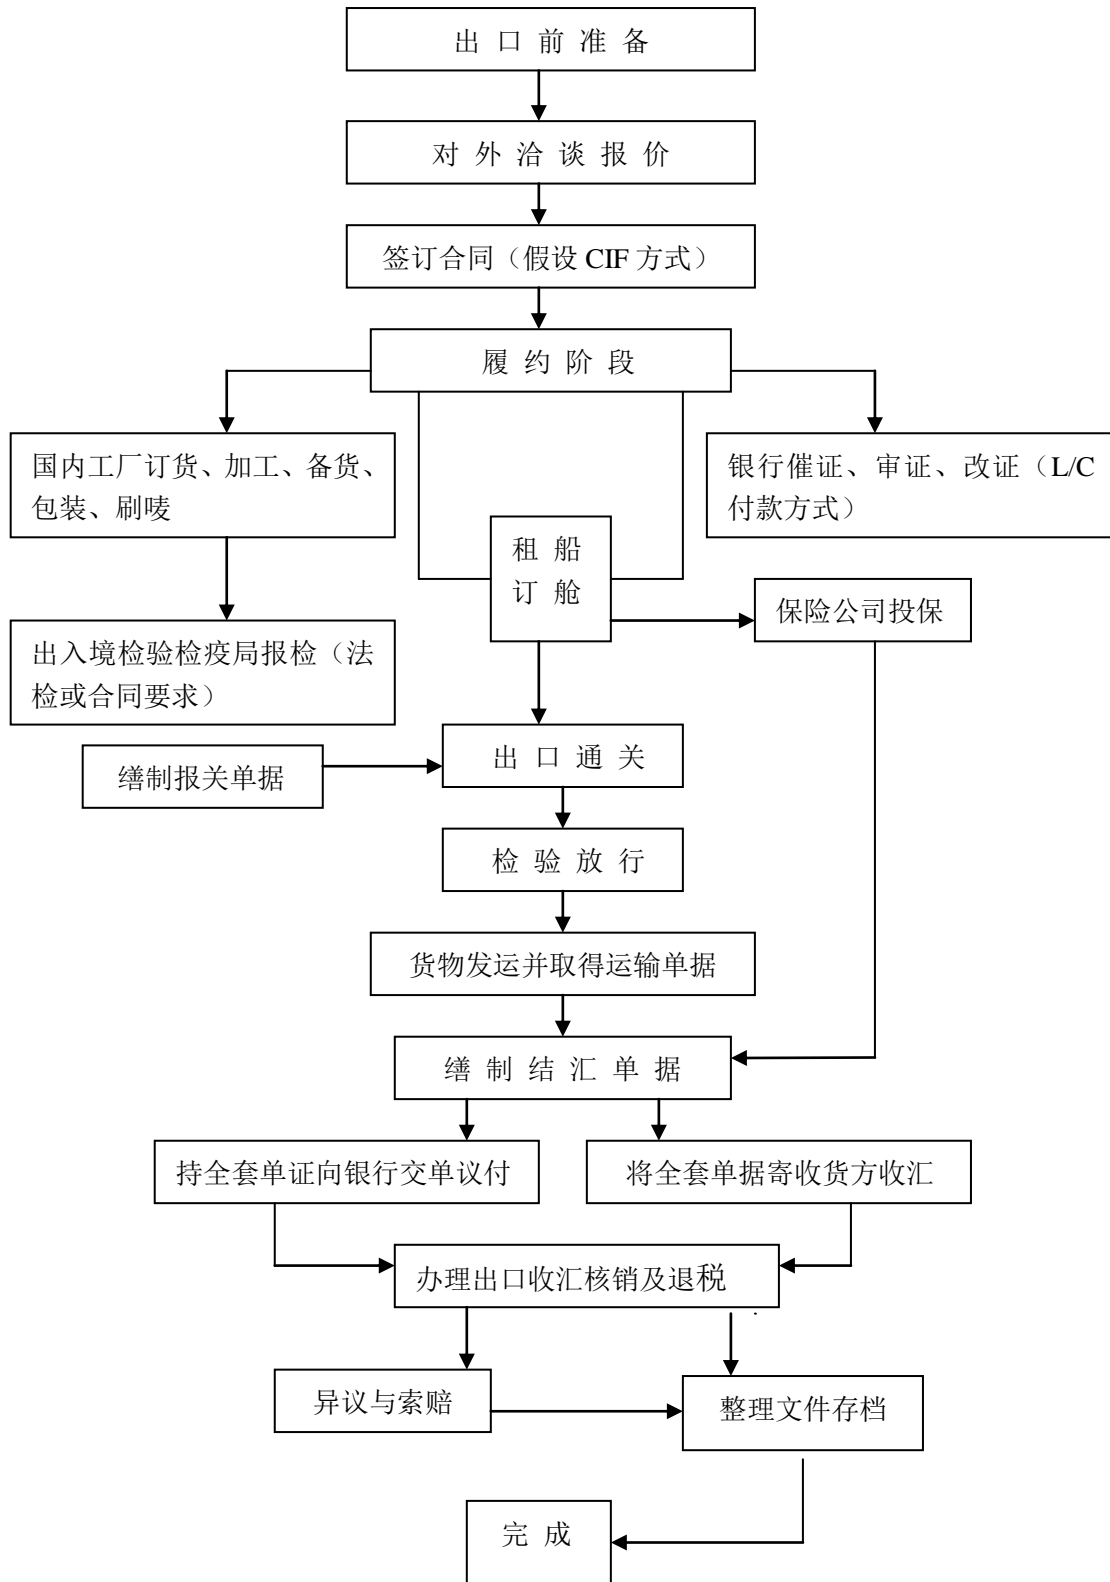 出 口 前 准 备
对 外 洽 谈 报 价
签订合同（假设 CIF 方式）
履 约 阶 段
国内工厂订货、加工、备货、
包装、刷唛
银行催证、审证、改证（L/C
付款方式）
租 船
订 舱
保险公司投保
出入境检验检疫局报检（法
检或合同要求）
出 口 通 关
缮制报关单据
检 验 放 行
货物发运并取得运输单据
缮 制 结 汇 单 据
持全套单证向银行交单议付
将全套单据寄收货方收汇
办理出口收汇核销及退税
异议与索赔
整理文件存档
完 成